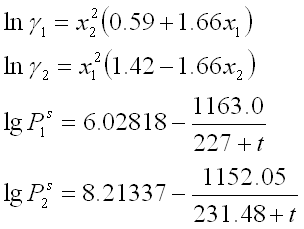 ln γ₁ = x₂²(0.59 + 1.66x₁)
ln γ₂ = x₁²(1.42 − 1.66x₂)
lg P₁ˢ = 6.02818 − 1163.0 / (227 + t)
lg P₂ˢ = 8.21337 − 1152.05 / (231.48 + t)